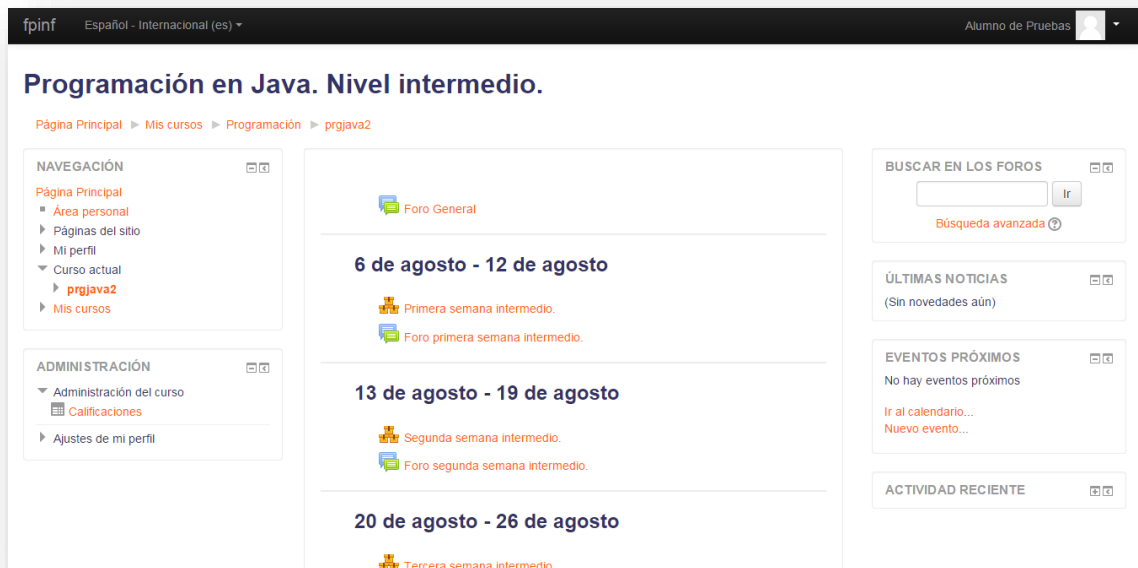 fpinf
Español - Internacional (es)
Alumno de Pruebas
Programación en Java. Nivel intermedio.
Página Principal
Mis cursos
Programación
prgjava2
NAVEGACIÓN
Página Principal
Área personal
Páginas del sitio
Mi perfil
Curso actual
prgjava2
Mis cursos
ADMINISTRACIÓN
Administración del curso
Calificaciones
Ajustes de mi perfil
Foro General
6 de agosto - 12 de agosto
Primera semana intermedio.
Foro primera semana intermedio.
13 de agosto - 19 de agosto
Segunda semana intermedio.
Foro segunda semana intermedio.
20 de agosto - 26 de agosto
Tercera semana intermedio.
BUSCAR EN LOS FOROS
Ir
Búsqueda avanzada
ÚLTIMAS NOTICIAS
(Sin novedades aún)
EVENTOS PRÓXIMOS
No hay eventos próximos
Ir al calendario...
Nuevo evento...
ACTIVIDAD RECIENTE